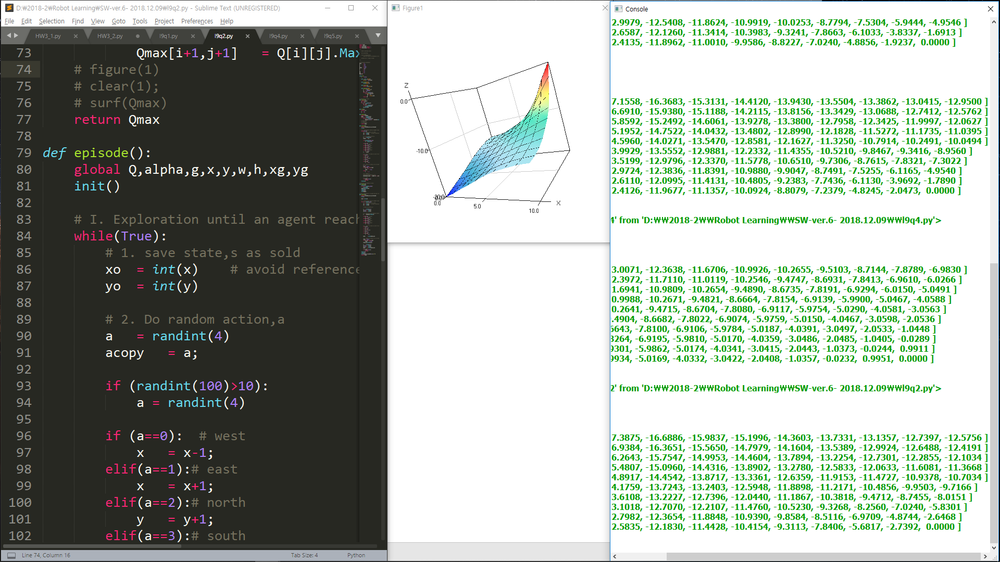 D:₩2018-2₩Robot Learning₩SW-ver.6- 2018.12.09₩l9q2.py - Sublime Text (UNREGISTERED)
File Edit Selection Find View Goto Tools Project Preferences Help
HW3_1.py HW3_2.py l9q1.py l9q2.py l9q4.py l9q5.py
73 Qmax[i+1,j+1] = Q[i][j].Max
74 # figure(1)
75 # clear(1);
76 # surf(Qmax)
77 return Qmax
78
79 def episode():
80 global Q,alpha,g,x,y,w,h,xg,yg
81 init()
82
83 # I. Exploration until an agent reach
84 while(True):
85 # 1. save state,s as sold
86 xo = int(x) # avoid reference
87 yo = int(y)
88
89 # 2. Do random action,a
90 a = randint(4)
91 acopy = a;
92
93 if (randint(100)>10):
94 a = randint(4)
95
96 if (a==0): # west
97 x = x-1;
98 elif(a==1):# east
99 x = x+1;
100 elif(a==2):# north
101 y = y+1;
102 elif(a==3):# south
Line 74, Column 16 Tab Size: 4 Python
Figure1
Z
0.0
-10.0
0.0
5.0
10.0
X
Console
2.9979, -12.5408, -11.8624, -10.9919, -10.0253, -8.7794, -7.5304, -5.9444, -4.9546 ]
2.6587, -12.1260, -11.3414, -10.3983, -9.3241, -7.8663, -6.1033, -3.8337, -1.6913 ]
2.4135, -11.8962, -11.0010, -9.9586, -8.8227, -7.0240, -4.8856, -1.9237, 0.0000 ]
7.1558, -16.3683, -15.3131, -14.4120, -13.9430, -13.5504, -13.3862, -13.0415, -12.9500 ]
6.6910, -15.9380, -15.1188, -14.2115, -13.8156, -13.3429, -13.0688, -12.7412, -12.5762 ]
5.8592, -15.2492, -14.6061, -13.9278, -13.3800, -12.7958, -12.3425, -11.9997, -12.0627 ]
5.1952, -14.7522, -14.0432, -13.4802, -12.8990, -12.1828, -11.5272, -11.1735, -11.0395 ]
4.5960, -14.0271, -13.5470, -12.8581, -12.1627, -11.3250, -10.7914, -10.2491, -10.0494 ]
3.9929, -13.5552, -12.9881, -12.2332, -11.4355, -10.5210, -9.8467, -9.3416, -8.9560 ]
3.5199, -12.9796, -12.3370, -11.5778, -10.6510, -9.7306, -8.7615, -7.8321, -7.3022 ]
2.9724, -12.3836, -11.8391, -10.9880, -9.9047, -8.7491, -7.5255, -6.1165, -4.9540 ]
2.6110, -12.0995, -11.4131, -10.4805, -9.2383, -7.7436, -6.1130, -3.9692, -1.7890 ]
2.4126, -11.9677, -11.1357, -10.0924, -8.8079, -7.2379, -4.8245, -2.0473, 0.0000 ]
4' from 'D:₩₩2018-2₩₩Robot Learning₩₩SW-ver.6- 2018.12.09₩₩l9q4.py'>
3.0071, -12.3638, -11.6706, -10.9926, -10.2655, -9.5103, -8.7144, -7.8789, -6.9830 ]
2.3972, -11.7110, -11.0119, -10.2546, -9.4747, -8.6931, -7.8413, -6.9610, -6.0266 ]
1.6941, -10.9809, -10.2654, -9.4890, -8.6735, -7.8191, -6.9294, -6.0150, -5.0491 ]
0.9988, -10.2671, -9.4821, -8.6664, -7.8154, -6.9139, -5.9900, -5.0467, -4.0588 ]
0.2641, -9.4715, -8.6704, -7.8080, -6.9117, -5.9754, -5.0290, -4.0581, -3.0563 ]
.4904, -8.6682, -7.8022, -6.9074, -5.9759, -5.0150, -4.0467, -3.0598, -2.0536 ]
6643, -7.8100, -6.9106, -5.9784, -5.0187, -4.0391, -3.0497, -2.0533, -1.0448 ]
8264, -6.9195, -5.9810, -5.0170, -4.0359, -3.0486, -2.0485, -1.0405, -0.0289 ]
9301, -5.9862, -5.0174, -4.0341, -3.0415, -2.0443, -1.0373, -0.0244, 0.9911 ]
9934, -5.0169, -4.0332, -3.0422, -2.0408, -1.0357, -0.0232, 0.9951, 0.0000 ]
2' from 'D:₩₩2018-2₩₩Robot Learning₩₩SW-ver.6- 2018.12.09₩₩l9q2.py'>
7.3875, -16.6886, -15.9837, -15.1996, -14.3603, -13.7331, -13.1357, -12.7397, -12.5756 ]
6.9384, -16.3651, -15.5650, -14.7979, -14.1604, -13.5389, -12.9924, -12.6488, -12.4191 ]
6.2643, -15.7547, -14.9953, -14.4604, -13.7894, -13.2254, -12.7301, -12.2855, -12.1034 ]
5.4807, -15.0960, -14.4316, -13.8902, -13.2780, -12.5833, -12.0633, -11.6081, -11.3668 ]
4.8917, -14.4542, -13.8717, -13.3361, -12.6359, -11.9153, -11.4727, -10.9378, -10.7034 ]
4.1759, -13.7243, -13.2403, -12.5948, -11.8898, -11.2171, -10.4856, -9.9503, -9.7166 ]
3.6108, -13.2227, -12.7396, -12.0440, -11.1867, -10.3818, -9.4712, -8.7455, -8.0151 ]
3.1018, -12.7070, -12.2107, -11.4760, -10.5230, -9.3268, -8.2560, -7.0240, -5.8301 ]
2.7982, -12.3654, -11.8848, -10.9390, -9.8584, -8.5116, -6.9709, -4.8744, -2.6468 ]
2.5835, -12.1830, -11.4428, -10.4154, -9.3113, -7.8406, -5.6817, -2.7392, 0.0000 ]